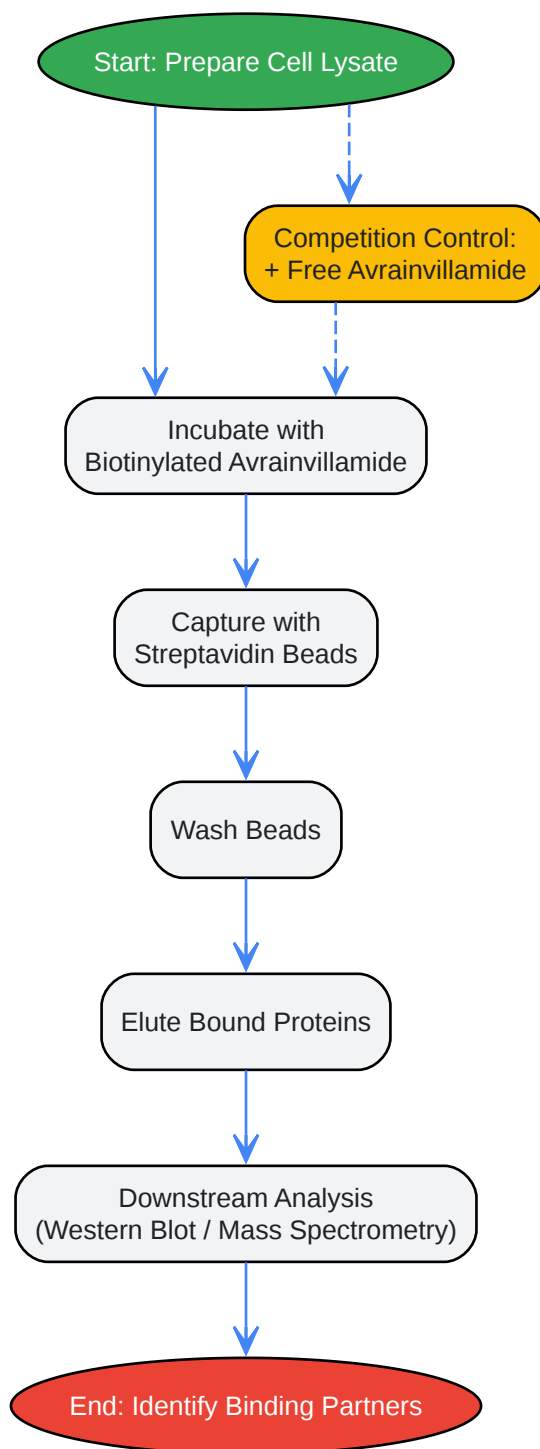 Start: Prepare Cell Lysate
Competition Control:
+ Free Avrainvillamide
Incubate with
Biotinylated Avrainvillamide
Capture with
Streptavidin Beads
Wash Beads
Elute Bound Proteins
Downstream Analysis
(Western Blot / Mass Spectrometry)
End: Identify Binding Partners